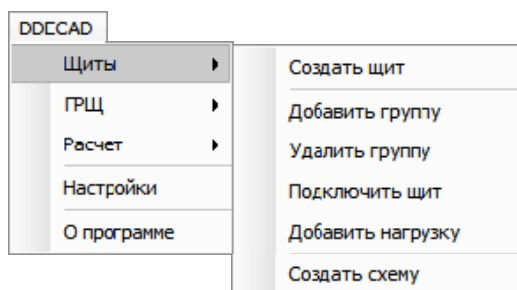 DDECAD
Щиты
ГРЩ
Расчет
Настройки
О программе
Создать щит
Добавить группу
Удалить группу
Подключить щит
Добавить нагрузку
Создать схему